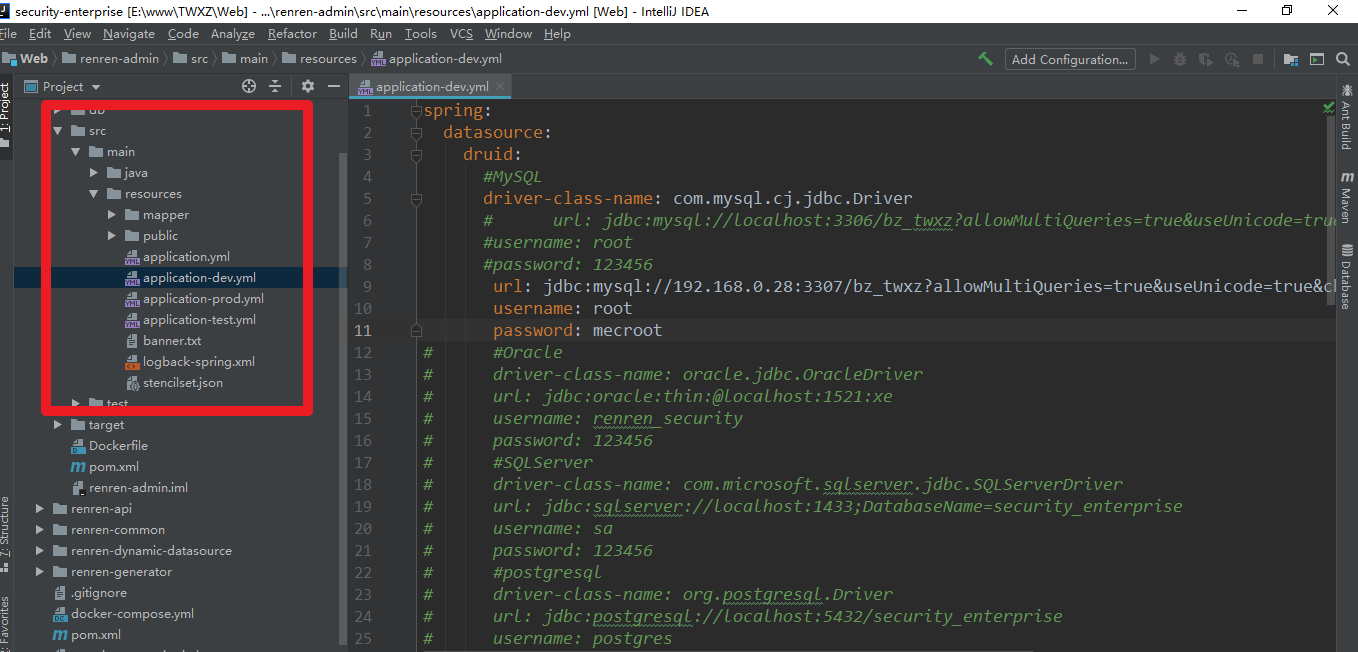 security-enterprise [E:\www\TWXZ\Web] - ...\renren-admin\src\main\resources\application-dev.yml [Web] - IntelliJ IDEA
File Edit View Navigate Code Analyze Refactor Build Run Tools VCS Window Help
Web renren-admin src main resources application-dev.yml
Add Configuration...
Project
application-dev.yml
1: Project
7: Structure
Favorites
db
src
main
java
resources
mapper
public
application.yml
application-dev.yml
application-prod.yml
application-test.yml
banner.txt
logback-spring.xml
stencilset.json
test
target
Dockerfile
pom.xml
renren-admin.iml
renren-api
renren-common
renren-dynamic-datasource
renren-generator
.gitignore
docker-compose.yml
pom.xml
1 spring:
2 datasource:
3 druid:
4 #MySQL
5 driver-class-name: com.mysql.cj.jdbc.Driver
6 # url: jdbc:mysql://localhost:3306/bz_twxz?allowMultiQueries=true&useUnicode=true
7 #username: root
8 #password: 123456
9 url: jdbc:mysql://192.168.0.28:3307/bz_twxz?allowMultiQueries=true&useUnicode=true&c
10 username: root
11 password: mecroot
12 # #Oracle
13 # driver-class-name: oracle.jdbc.OracleDriver
14 # url: jdbc:oracle:thin:@localhost:1521:xe
15 # username: renren_security
16 # password: 123456
17 # #SQLServer
18 # driver-class-name: com.microsoft.sqlserver.jdbc.SQLServerDriver
19 # url: jdbc:sqlserver://localhost:1433;DatabaseName=security_enterprise
20 # username: sa
21 # password: 123456
22 # #postgresql
23 # driver-class-name: org.postgresql.Driver
24 # url: jdbc:postgresql://localhost:5432/security_enterprise
25 # username: postgres
Ant Build
Maven
Database